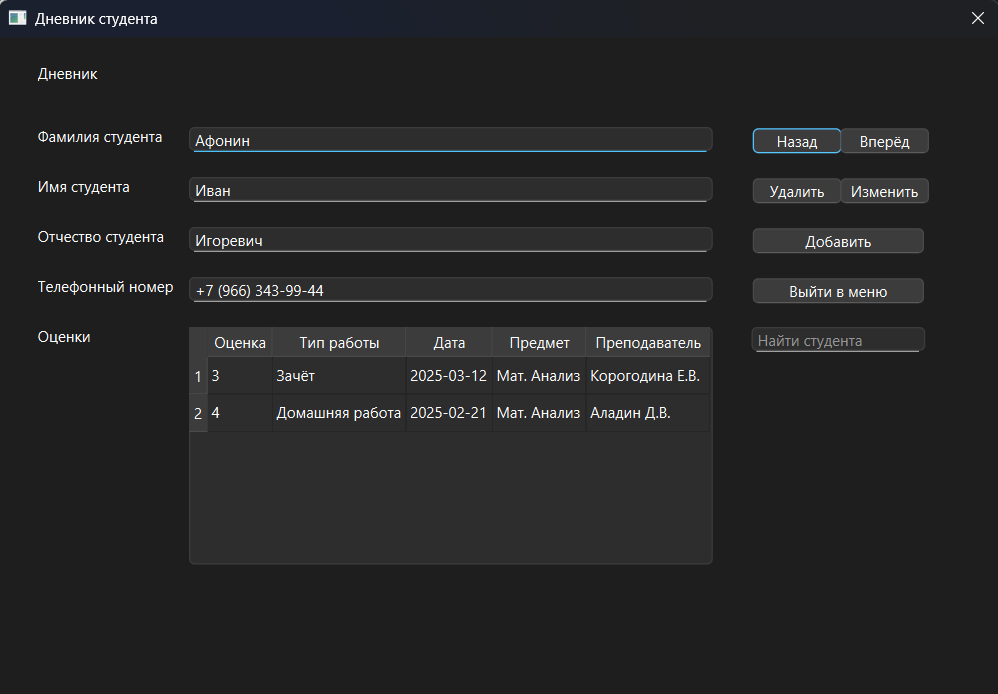 Дневник студента
Дневник
Фамилия студента Афонин Назад Вперёд
Имя студента Иван Удалить Изменить
Отчество студента Игоревич Добавить
Телефонный номер +7 (966) 343-99-44 Выйти в меню
Оценки Найти студента
Оценка Тип работы Дата Предмет Преподаватель
1 3 Зачёт 2025-03-12 Мат. Анализ Корогодина Е.В.
2 4 Домашняя работа 2025-02-21 Мат. Анализ Аладин Д.В.